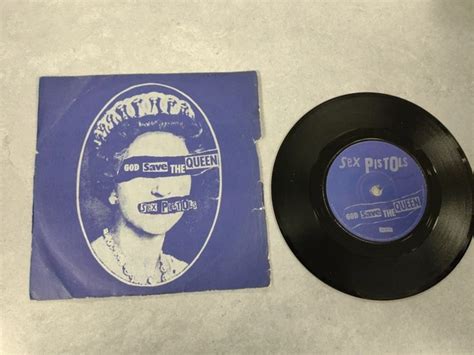 GOD Save THE QUEEN
SEX PISTOLS
SEX PISTOLS
GOD Save THE QUEEN